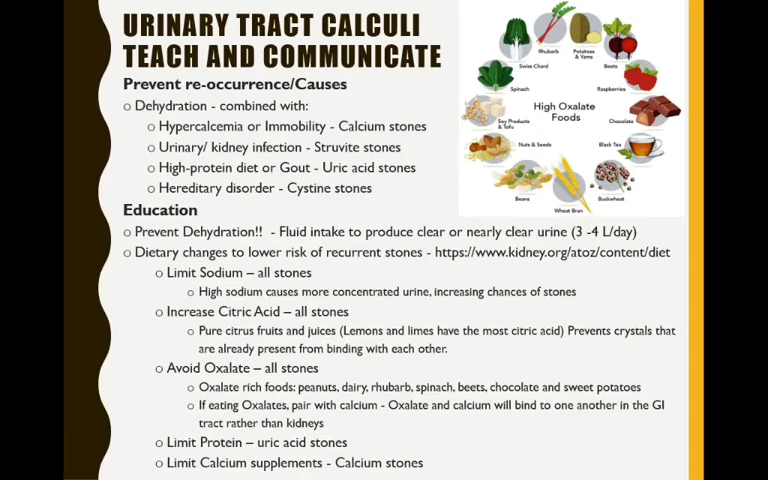 URINARY TRACT CALCULI
TEACH AND COMMUNICATE
Prevent re-occurrence/Causes
Dehydration - combined with:
Hypercalcemia or Immobility - Calcium stones
Urinary/ kidney infection - Struvite stones
High-protein diet or Gout - Uric acid stones
Hereditary disorder - Cystine stones
Education
Prevent Dehydration!! - Fluid intake to produce clear or nearly clear urine (3 -4 L/day)
Dietary changes to lower risk of recurrent stones - https://www.kidney.org/atoz/content/diet
Limit Sodium – all stones
High sodium causes more concentrated urine, increasing chances of stones
Increase Citric Acid – all stones
Pure citrus fruits and juices (Lemons and limes have the most citric acid) Prevents crystals that
are already present from binding with each other.
Avoid Oxalate – all stones
Oxalate rich foods: peanuts, dairy, rhubarb, spinach, beets, chocolate and sweet potatoes
If eating Oxalates, pair with calcium - Oxalate and calcium will bind to one another in the GI
tract rather than kidneys
Limit Protein – uric acid stones
Limit Calcium supplements - Calcium stones
High Oxalate
Foods
Rhubarb
Potatoes
& Yams
Beets
Raspberries
Chocolate
Black Tea
Buckwheat
Wheat Bran
Beans
Nuts & Seeds
Soy Products
& Tofu
Spinach
Swiss Chard